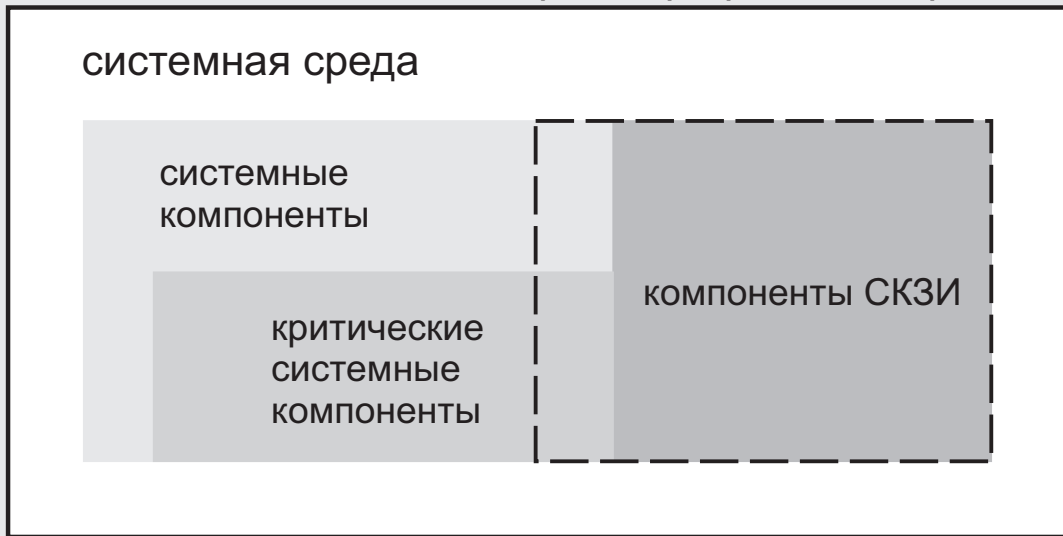 системная среда
системные
компоненты
компоненты СКЗИ
критические
системные
компоненты